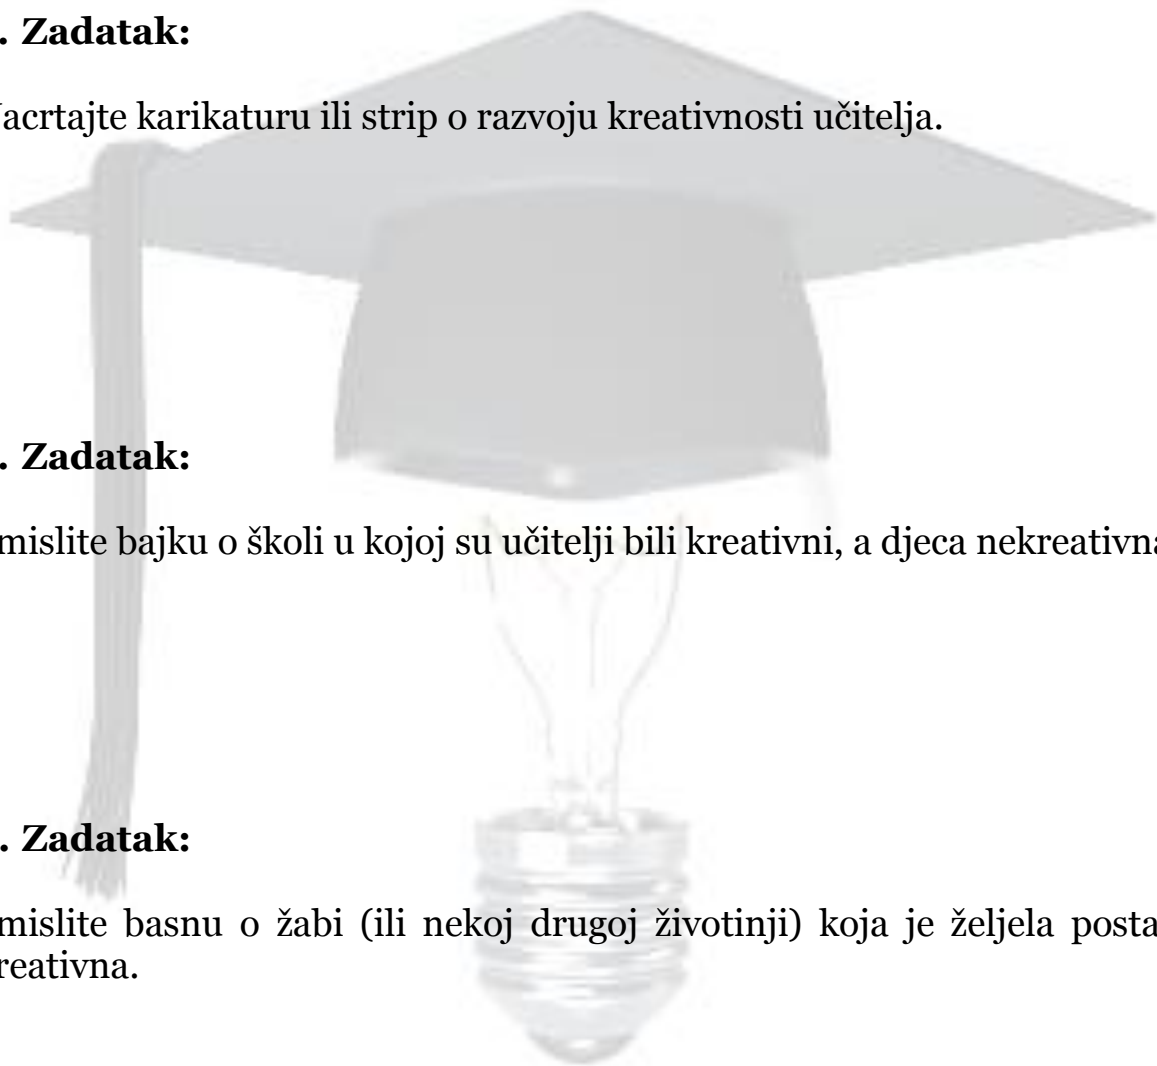 . Zadatak:
acrtajte karikaturu ili strip o razvoju kreativnosti učitelja.
. Zadatak:
mislite bajku o školi u kojoj su učitelji bili kreativni, a djeca nekreativna
. Zadatak:
mislite basnu o žabi (ili nekoj drugoj životinji) koja je željela posta
reativna.